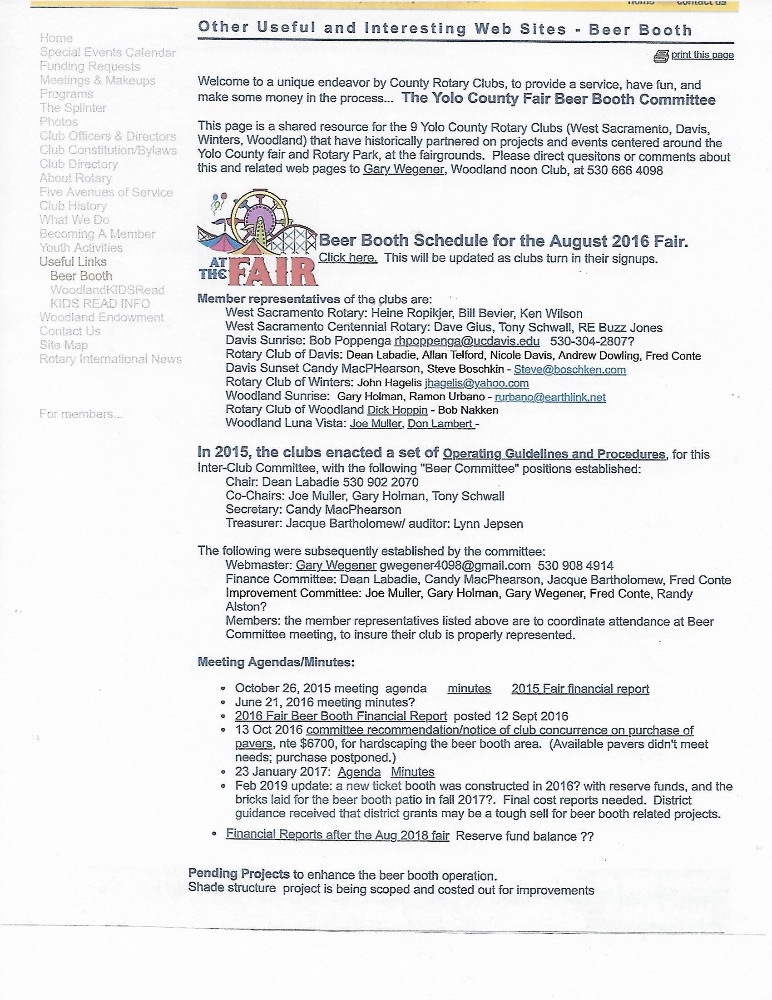 home contact us
Other Useful and Interesting Web Sites - Beer Booth
print this page
Home
Special Events Calendar
Funding Requests
Meetings & Makeups
Programs
The Splinter
Photos
Club Officers & Directors
Club Constitution/Bylaws
Club Directory
About Rotary
Five Avenues of Service
Club History
What We Do
Becoming A Member
Youth Activities
Useful Links
Beer Booth
WoodlandKIDSRead
KIDS READ INFO
Woodland Endowment
Contact Us
Site Map
Rotary International News
For members...
Welcome to a unique endeavor by County Rotary Clubs, to provide a service, have fun, and
make some money in the process... The Yolo County Fair Beer Booth Committee
This page is a shared resource for the 9 Yolo County Rotary Clubs (West Sacramento, Davis,
Winters, Woodland) that have historically partnered on projects and events centered around the
Yolo County fair and Rotary Park, at the fairgrounds. Please direct quesitons or comments about
this and related web pages to Gary Wegener, Woodland noon Club, at 530 666 4098
AT THE FAIR
Beer Booth Schedule for the August 2016 Fair.
Click here. This will be updated as clubs turn in their signups.
Member representatives of the clubs are:
West Sacramento Rotary: Heine Ropikjer, Bill Bevier, Ken Wilson
West Sacramento Centennial Rotary: Dave Gius, Tony Schwall, RE Buzz Jones
Davis Sunrise: Bob Poppenga rhpoppenga@ucdavis.edu 530-304-2807?
Rotary Club of Davis: Dean Labadie, Allan Telford, Nicole Davis, Andrew Dowling, Fred Conte
Davis Sunset Candy MacPHearson, Steve Boschkin - Steve@boschken.com
Rotary Club of Winters: John Hagelis jhagelis@yahoo.com
Woodland Sunrise: Gary Holman, Ramon Urbano - rurbano@earthlink.net
Rotary Club of Woodland Dick Hoppin - Bob Nakken
Woodland Luna Vista: Joe Muller, Don Lambert -
In 2015, the clubs enacted a set of Operating Guidelines and Procedures, for this
Inter-Club Committee, with the following "Beer Committee" positions established:
Chair: Dean Labadie 530 902 2070
Co-Chairs: Joe Muller, Gary Holman, Tony Schwall
Secretary: Candy MacPhearson
Treasurer: Jacque Bartholomew/ auditor: Lynn Jepsen
The following were subsequently established by the committee:
Webmaster: Gary Wegener gwegener4098@gmail.com 530 908 4914
Finance Committee: Dean Labadie, Candy MacPhearson, Jacque Bartholomew, Fred Conte
Improvement Committee: Joe Muller, Gary Holman, Gary Wegener, Fred Conte, Randy
Alston?
Members: the member representatives listed above are to coordinate attendance at Beer
Committee meeting, to insure their club is properly represented.
Meeting Agendas/Minutes:
• October 26, 2015 meeting agenda minutes 2015 Fair financial report
• June 21, 2016 meeting minutes?
• 2016 Fair Beer Booth Financial Report posted 12 Sept 2016
• 13 Oct 2016 committee recommendation/notice of club concurrence on purchase of
pavers, nte $6700, for hardscaping the beer booth area. (Available pavers didn't meet
needs; purchase postponed.)
• 23 January 2017: Agenda Minutes
• Feb 2019 update: a new ticket booth was constructed in 2016? with reserve funds, and the
bricks laid for the beer booth patio in fall 2017?. Final cost reports needed. District
guidance received that district grants may be a tough sell for beer booth related projects.
• Financial Reports after the Aug 2018 fair Reserve fund balance ??
Pending Projects to enhance the beer booth operation.
Shade structure project is being scoped and costed out for improvements